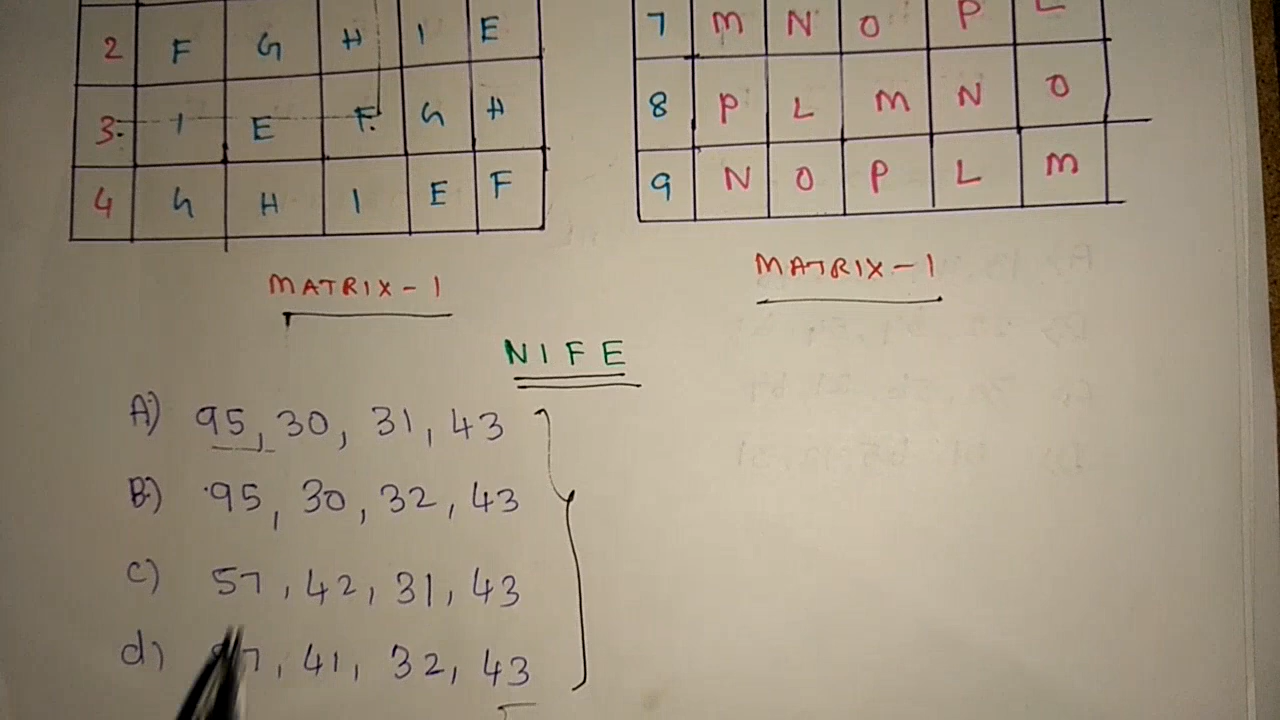 2 F G H I E
3 I E F G H
4 G H I E F
7 M N O P L
8 P L M N O
9 N O P L M
MATRIX-1
MATRIX-1
NIFE
A) 95, 30, 31, 43
B) 95, 30, 32, 43
C) 57, 42, 31, 43
d) 7, 41, 32, 43